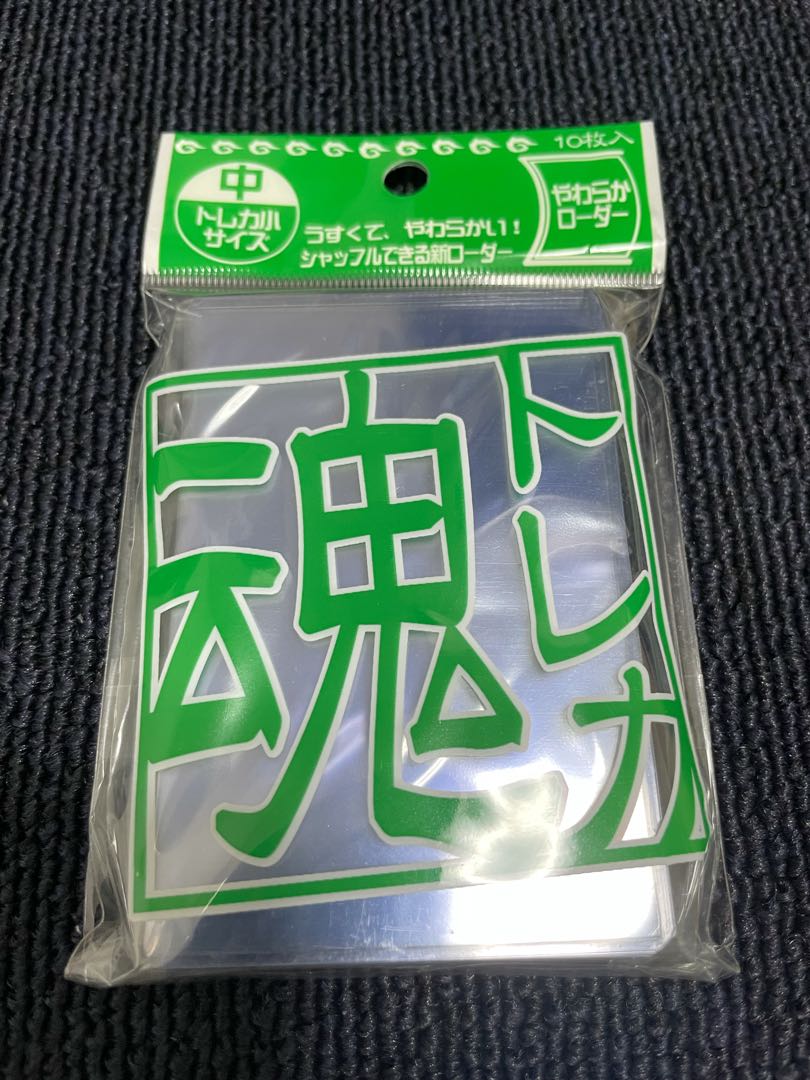 10枚入
中
トレカ小
サイズ
うすくて、やわらかい！
シャッフルできる新ローダー
やわらか
ローダー
トレカ
魂